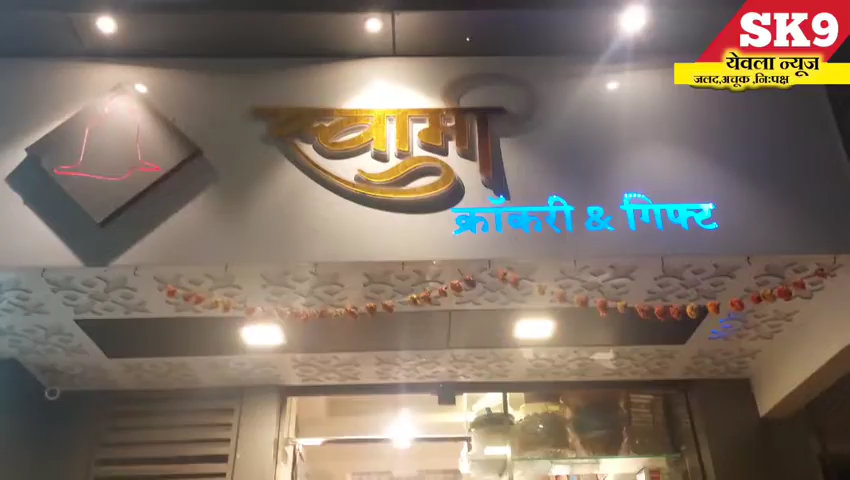 SK9
येवला न्यूज
जलद,अचूक ,निःपक्ष
स्वामी
क्रॉकरी & गिफ्ट